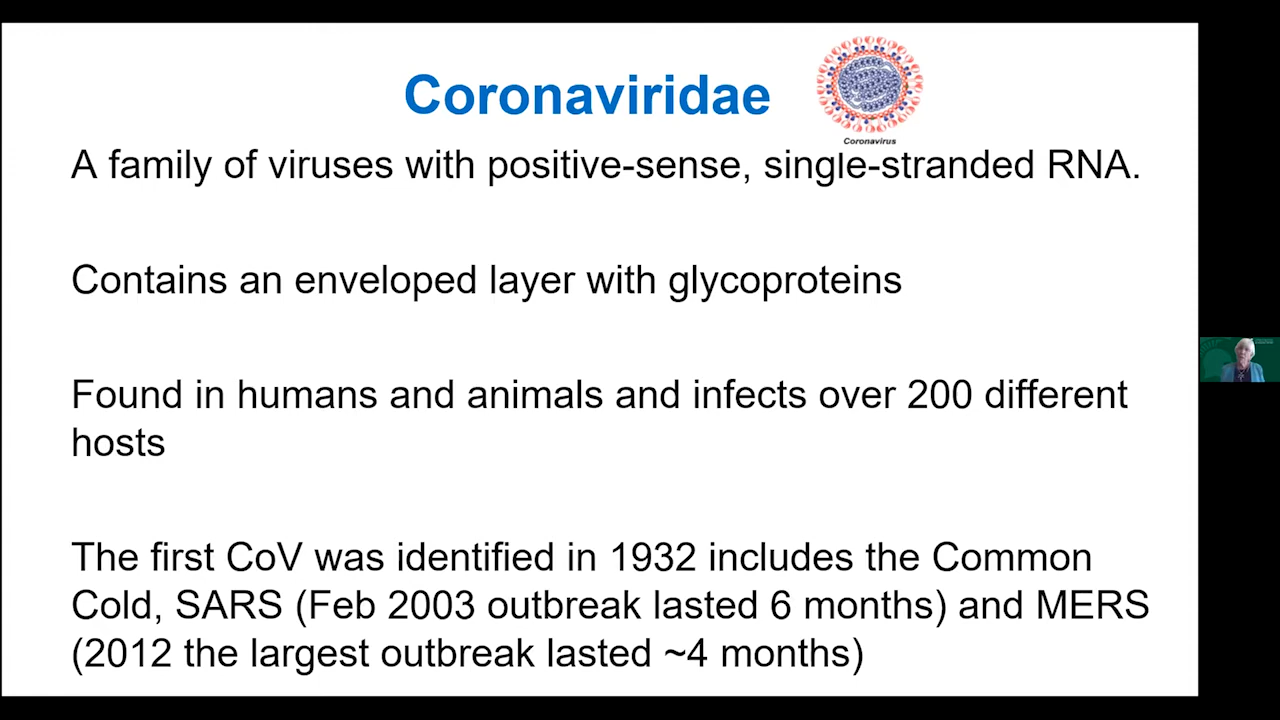 Coronaviridae
Coronavirus
A family of viruses with positive-sense, single-stranded RNA.
Contains an enveloped layer with glycoproteins
Found in humans and animals and infects over 200 different
hosts
The first CoV was identified in 1932 includes the Common
Cold, SARS (Feb 2003 outbreak lasted 6 months) and MERS
(2012 the largest outbreak lasted ~4 months)